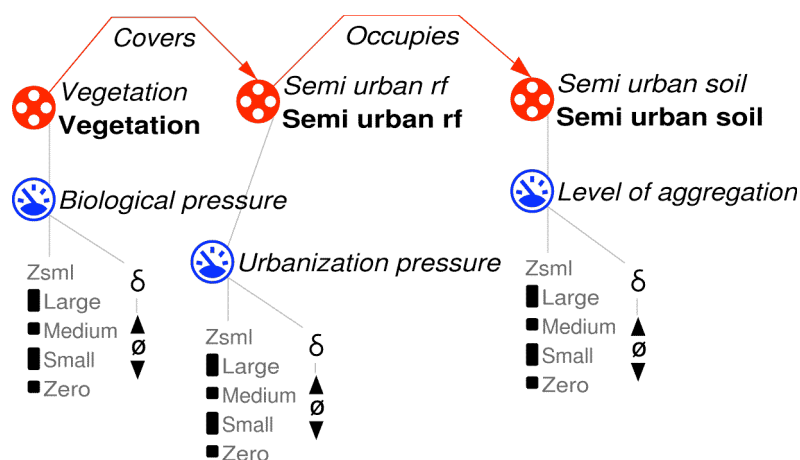 Covers
Occupies
Vegetation
Vegetation
Semi urban rf
Semi urban rf
Semi urban soil
Semi urban soil
Biological pressure
Urbanization pressure
Level of aggregation
Zsml
δ
Large
Medium
ø
Small
Zero
Zsml
δ
Large
Medium
ø
Small
Zero
Zsml
δ
Large
Medium
ø
Small
Zero